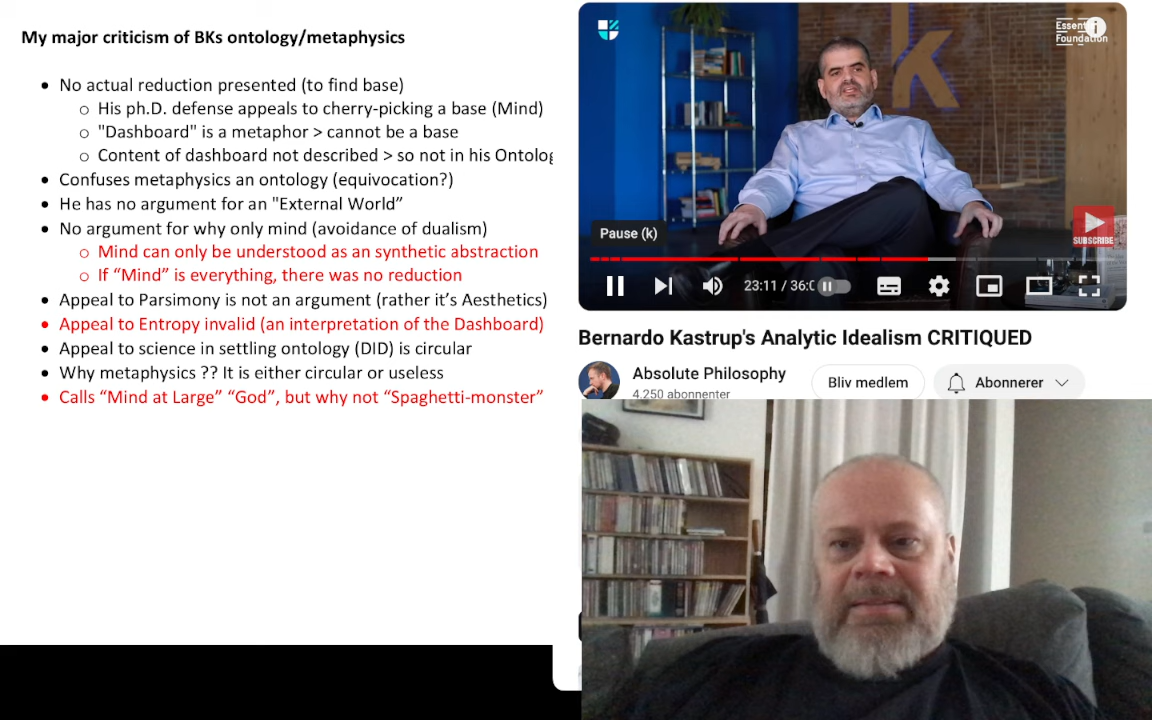 My major criticism of BKs ontology/metaphysics
• No actual reduction presented (to find base)
o His ph.D. defense appeals to cherry-picking a base (Mind)
o "Dashboard" is a metaphor > cannot be a base
o Content of dashboard not described > so not in his Ontolog
• Confuses metaphysics an ontology (equivocation?)
• He has no argument for an "External World”
• No argument for why only mind (avoidance of dualism)
o Mind can only be understood as an synthetic abstraction
o If “Mind” is everything, there was no reduction
• Appeal to Parsimony is not an argument (rather it’s Aesthetics)
• Appeal to Entropy invalid (an interpretation of the Dashboard)
• Appeal to science in settling ontology (DID) is circular
• Why metaphysics ?? It is either circular or useless
• Calls “Mind at Large” “God”, but why not “Spaghetti-monster”
Essent
Foundation
k
Pause (k)
SUBSCRIBE
23:11 / 36:0
Bernardo Kastrup's Analytic Idealism CRITIQUED
Absolute Philosophy
4.250 abonnenter
Bliv medlem
Abonnerer